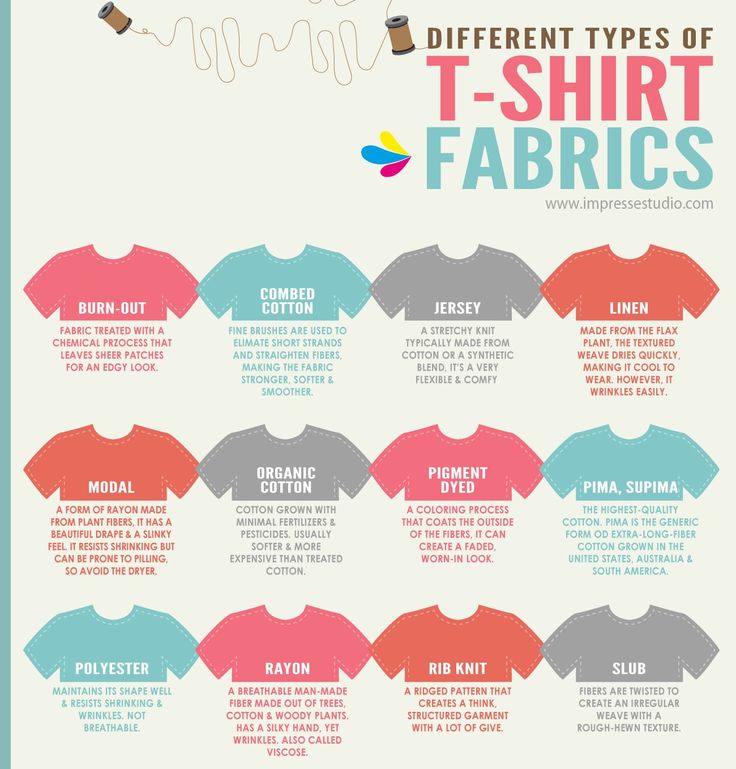 DIFFERENT TYPES OF
T-SHIRT
FABRICS
www.impressestudio.com
BURN-OUT
FABRIC TREATED WITH A
CHEMICAL PRZOCESS THAT
LEAVES SHEER PATCHES
FOR AN EDGY LOOK.
COMBED
COTTON
FINE BRUSHES ARE USED TO
ELIMATE SHORT STRANDS
AND STRAIGHTEN FIBERS,
MAKING THE FABRIC
STRONGER, SOFTER &
SMOOTHER.
JERSEY
A STRETCHY KNIT
TYPICALLY MADE FROM
COTTON OR A SYNTHETIC
BLEND, IT'S A VERY
FLEXIBLE & COMFY
LINEN
MADE FROM THE FLAX
PLANT, THE TEXTURED
WEAVE DRIES QUICKLY,
MAKING IT COOL TO
WEAR. HOWEVER, IT
WRINKLES EASILY.
MODAL
A FORM OF RAYON MADE
FROM PLANT FIBERS, IT HAS A
BEAUTIFUL DRAPE & A SLINKY
FEEL. IT RESISTS SHRINKING BUT
CAN BE PRONE TO PILLING,
SO AVOID THE DRYER.
ORGANIC
COTTON
COTTON GROWN WITH
MINIMAL FERTILIZERS &
PESTICIDES. USUALLY
SOFTER & MORE
EXPENSIVE THAN TREATED
COTTON.
PIGMENT
DYED
A COLORING PROCESS
THAT COATS THE OUTSIDE
OF THE FIBERS, IT CAN
CREATE A FADED,
WORN-IN LOOK.
PIMA, SUPIMA
THE HIGHEST-QUALITY
COTTON. PIMA IS THE GENERIC
FORM OD EXTRA-LONG-FIBER
COTTON GROWN IN THE
UNITED STATES, AUSTRALIA &
SOUTH AMERICA.
POLYESTER
MAINTAINS ITS SHAPE WELL
& RESISTS SHRINKING &
WRINKLES. NOT
BREATHABLE.
RAYON
A BREATHABLE MAN-MADE
FIBER MADE OUT OF TREES,
COTTON & WOODY PLANTS.
HAS A SILKY HAND, YET
WRINKLES. ALSO CALLED
VISCOSE.
RIB KNIT
A RIDGED PATTERN THAT
CREATES A THINK,
STRUCTURED GARMENT
WITH A LOT OF GIVE.
SLUB
FIBERS ARE TWISTED TO
CREATE AN IRREGULAR
WEAVE WITH A
ROUGH-HEWN TEXTURE.